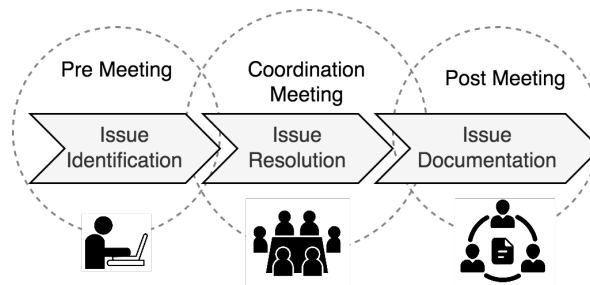 Pre Meeting
Coordination
Meeting
Post Meeting
Issue
Identification
Issue
Resolution
Issue
Documentation